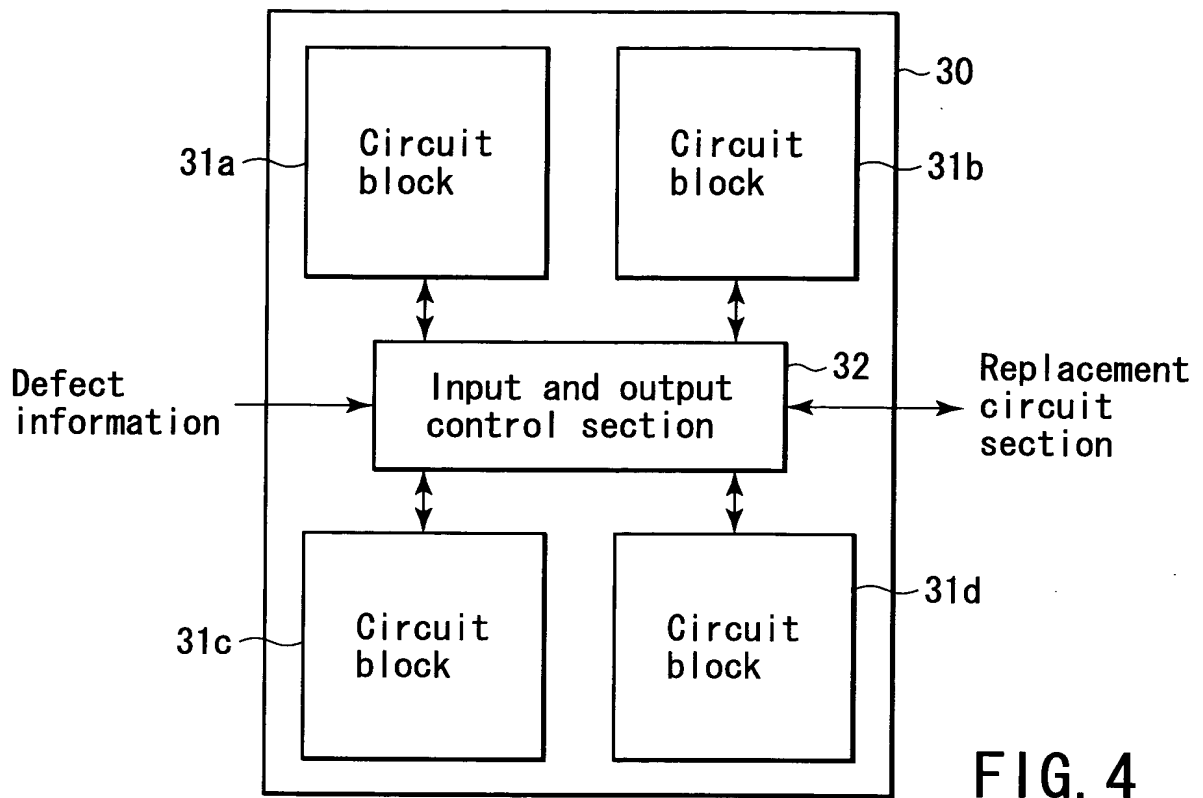 30
Circuit
block
31a
Circuit
block
31b
Defect
information
Input and output
control section
32
Replacement
circuit
section
Circuit
block
31c
Circuit
block
31d
FIG. 4